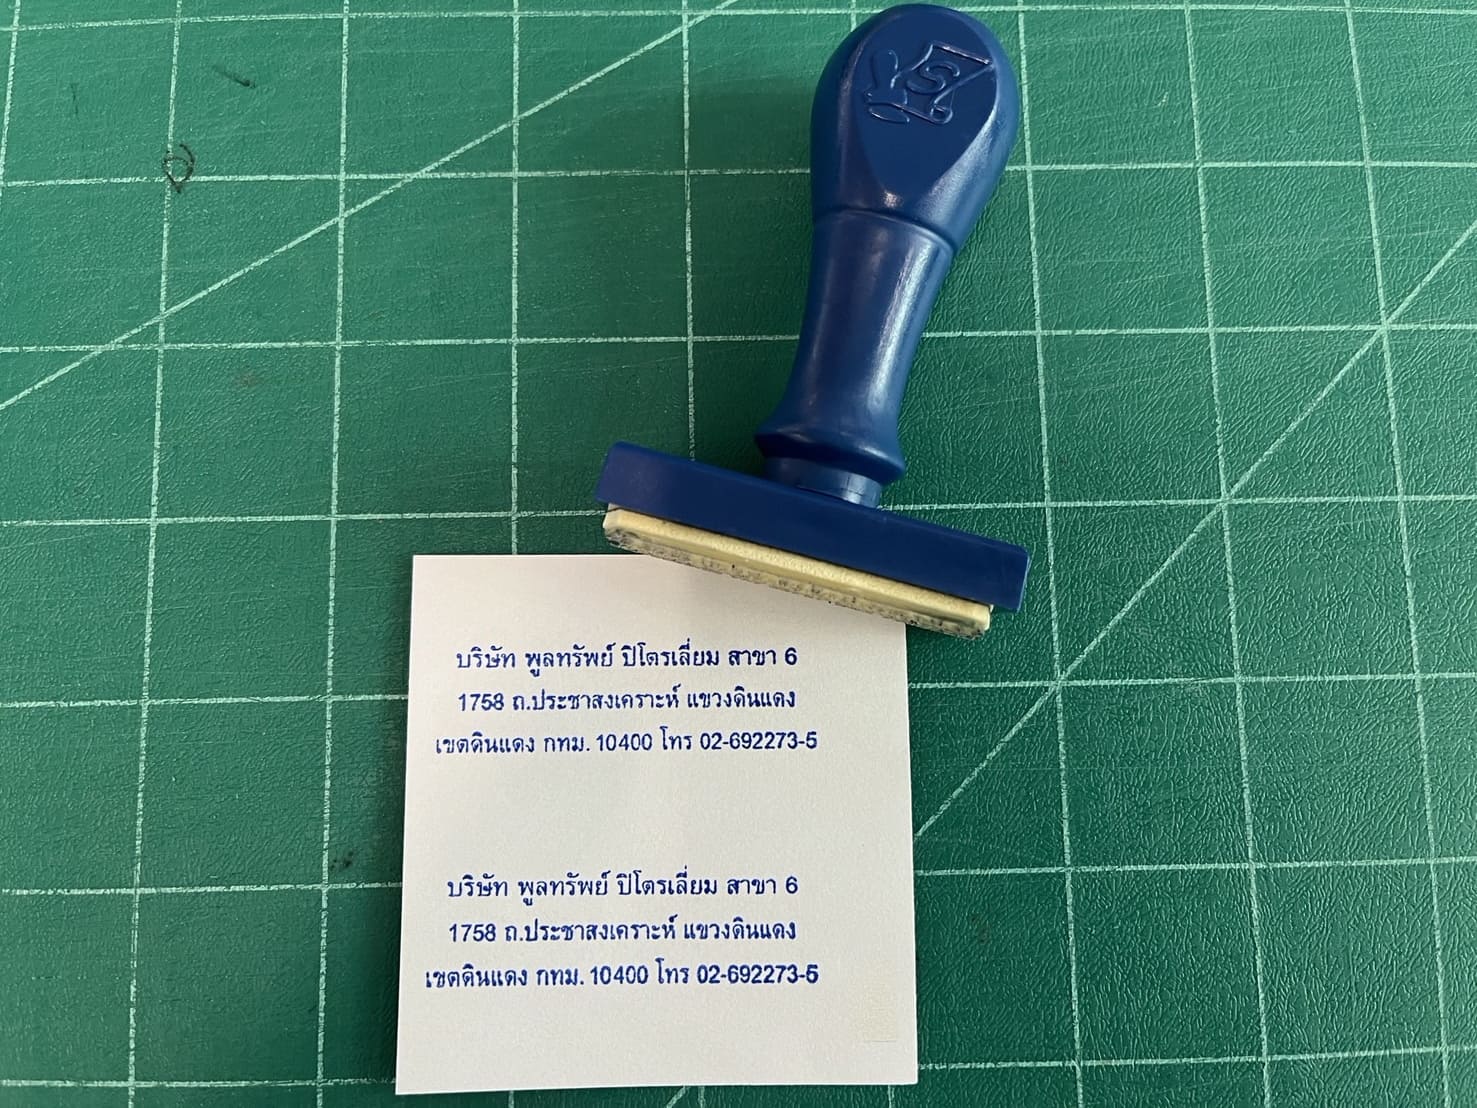 S
บริษัท พูลทรัพย์ ปิโตรเลี่ยม สาขา 6
1758 ถ.ประชาสงเคราะห์ แขวงดินแดง
เขตดินแดง กทม. 10400 โทร 02-692273-5
บริษัท พูลทรัพย์ ปิโตรเลี่ยม สาขา 6
1758 ถ.ประชาสงเคราะห์ แขวงดินแดง
เขตดินแดง กทม. 10400 โทร 02-692273-5